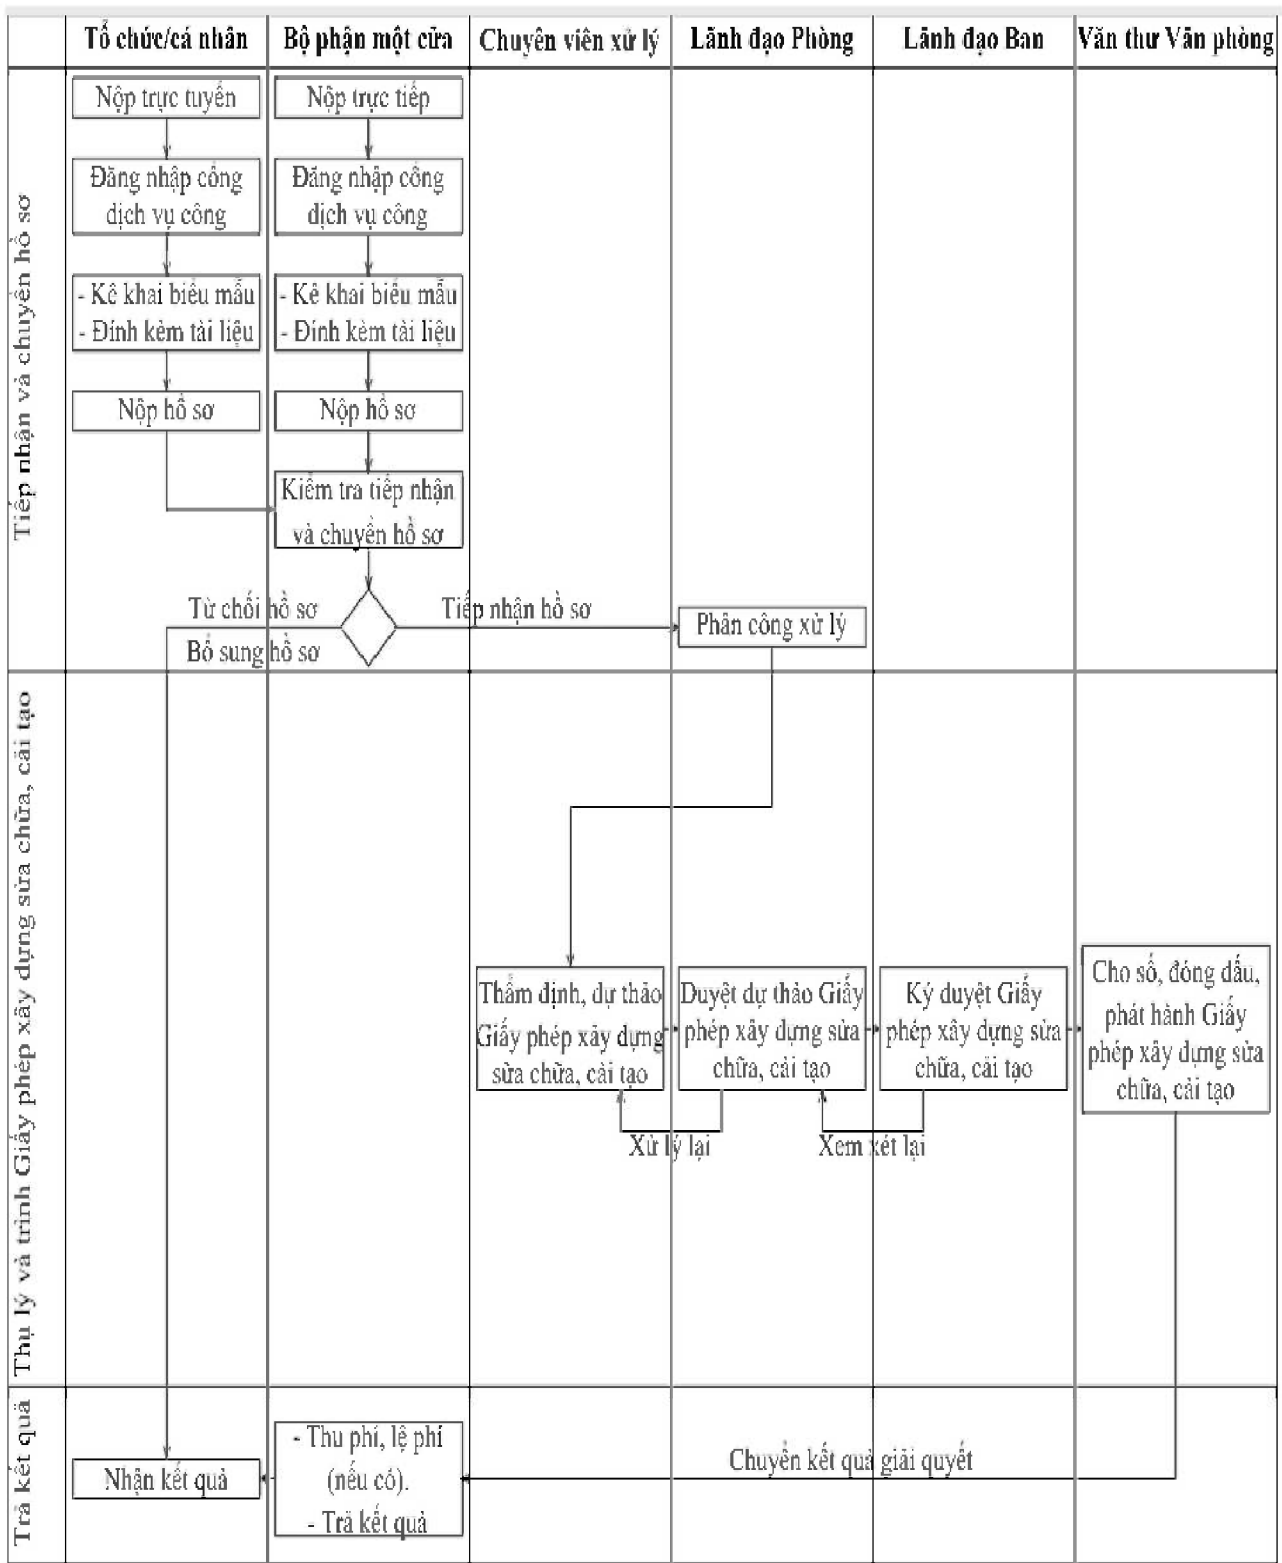 Tổ chức/cá nhân
Bộ phận một cửa
Chuyên viên xử lý
Lãnh đạo Phòng
Lãnh đạo Ban
Văn thư Văn phòng
Tiếp nhận và chuyển hồ sơ
Nộp trực tuyến
Nộp trực tiếp
Đăng nhập cổng
dịch vụ công
Đăng nhập cổng
dịch vụ công
- Kê khai biểu mẫu
- Đính kèm tài liệu
- Kê khai biểu mẫu
- Đính kèm tài liệu
Nộp hồ sơ
Nộp hồ sơ
Kiểm tra tiếp nhận
và chuyển hồ sơ
Từ chối hồ sơ
Bổ sung hồ sơ
Tiếp nhận hồ sơ
Phân công xử lý
Thụ lý và trình Giấy phép xây dựng sửa chữa, cải tạo
Thẩm định, dự thảo
Giấy phép xây dựng
sửa chữa, cải tạo
Duyệt dự thảo Giấy
phép xây dựng sửa
chữa, cải tạo
Ký duyệt Giấy
phép xây dựng sửa
chữa, cải tạo
Cho số, đóng dấu,
phát hành Giấy
phép xây dựng sửa
chữa, cải tạo
Xử lý lại
Xem xét lại
Trả kết quả
Nhận kết quả
- Thu phí, lệ phí
(nếu có).
- Trả kết quả
Chuyển kết quả giải quyết